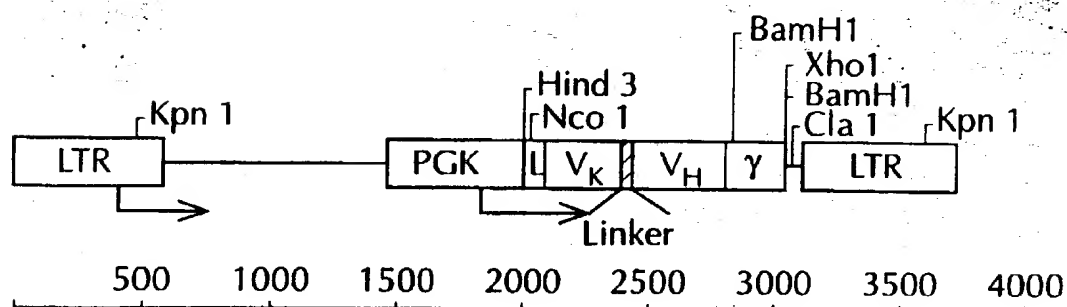 BamH1
Xho1
Hind 3
BamH1
Kpn 1
Nco 1
Cla 1
Kpn 1
LTR
PGK
L
VK
VH
γ
LTR
Linker
500 1000 1500 2000 2500 3000 3500 4000